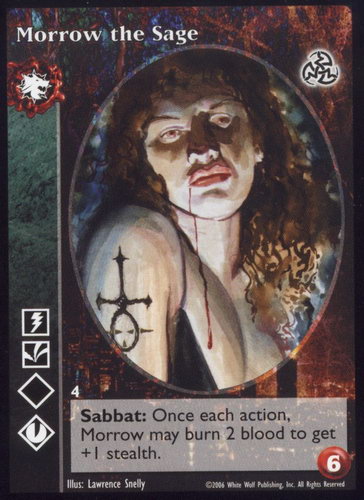 Morrow the Sage
4
Sabbat: Once each action,
Morrow may burn 2 blood to get
+1 stealth.
6
Illus: Lawrence Snelly
©2006 White Wolf Publishing, Inc. All Rights Reserved